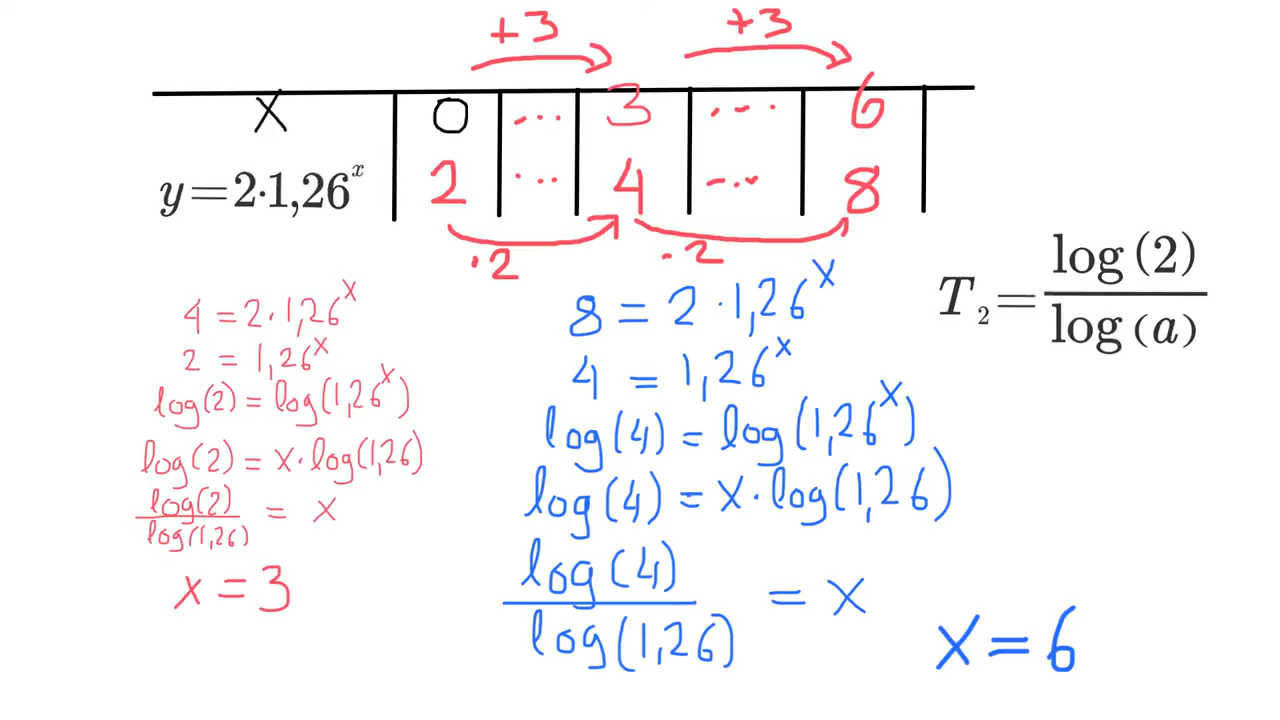 +3 +3
x 0 ... 3 ... 6
y=2·1,26^x 2 ... 4 ... 8
·2 ·2
4 = 2·1,26^x
2 = 1,26^x
log(2) = log(1,26^x)
log(2) = x·log(1,26)
log(2)/log(1,26) = x
x = 3
8 = 2·1,26^x
4 = 1,26^x
log(4) = log(1,26^x)
log(4) = x·log(1,26)
log(4)/log(1,26) = x
x = 6
T₂ = log(2)/log(a)